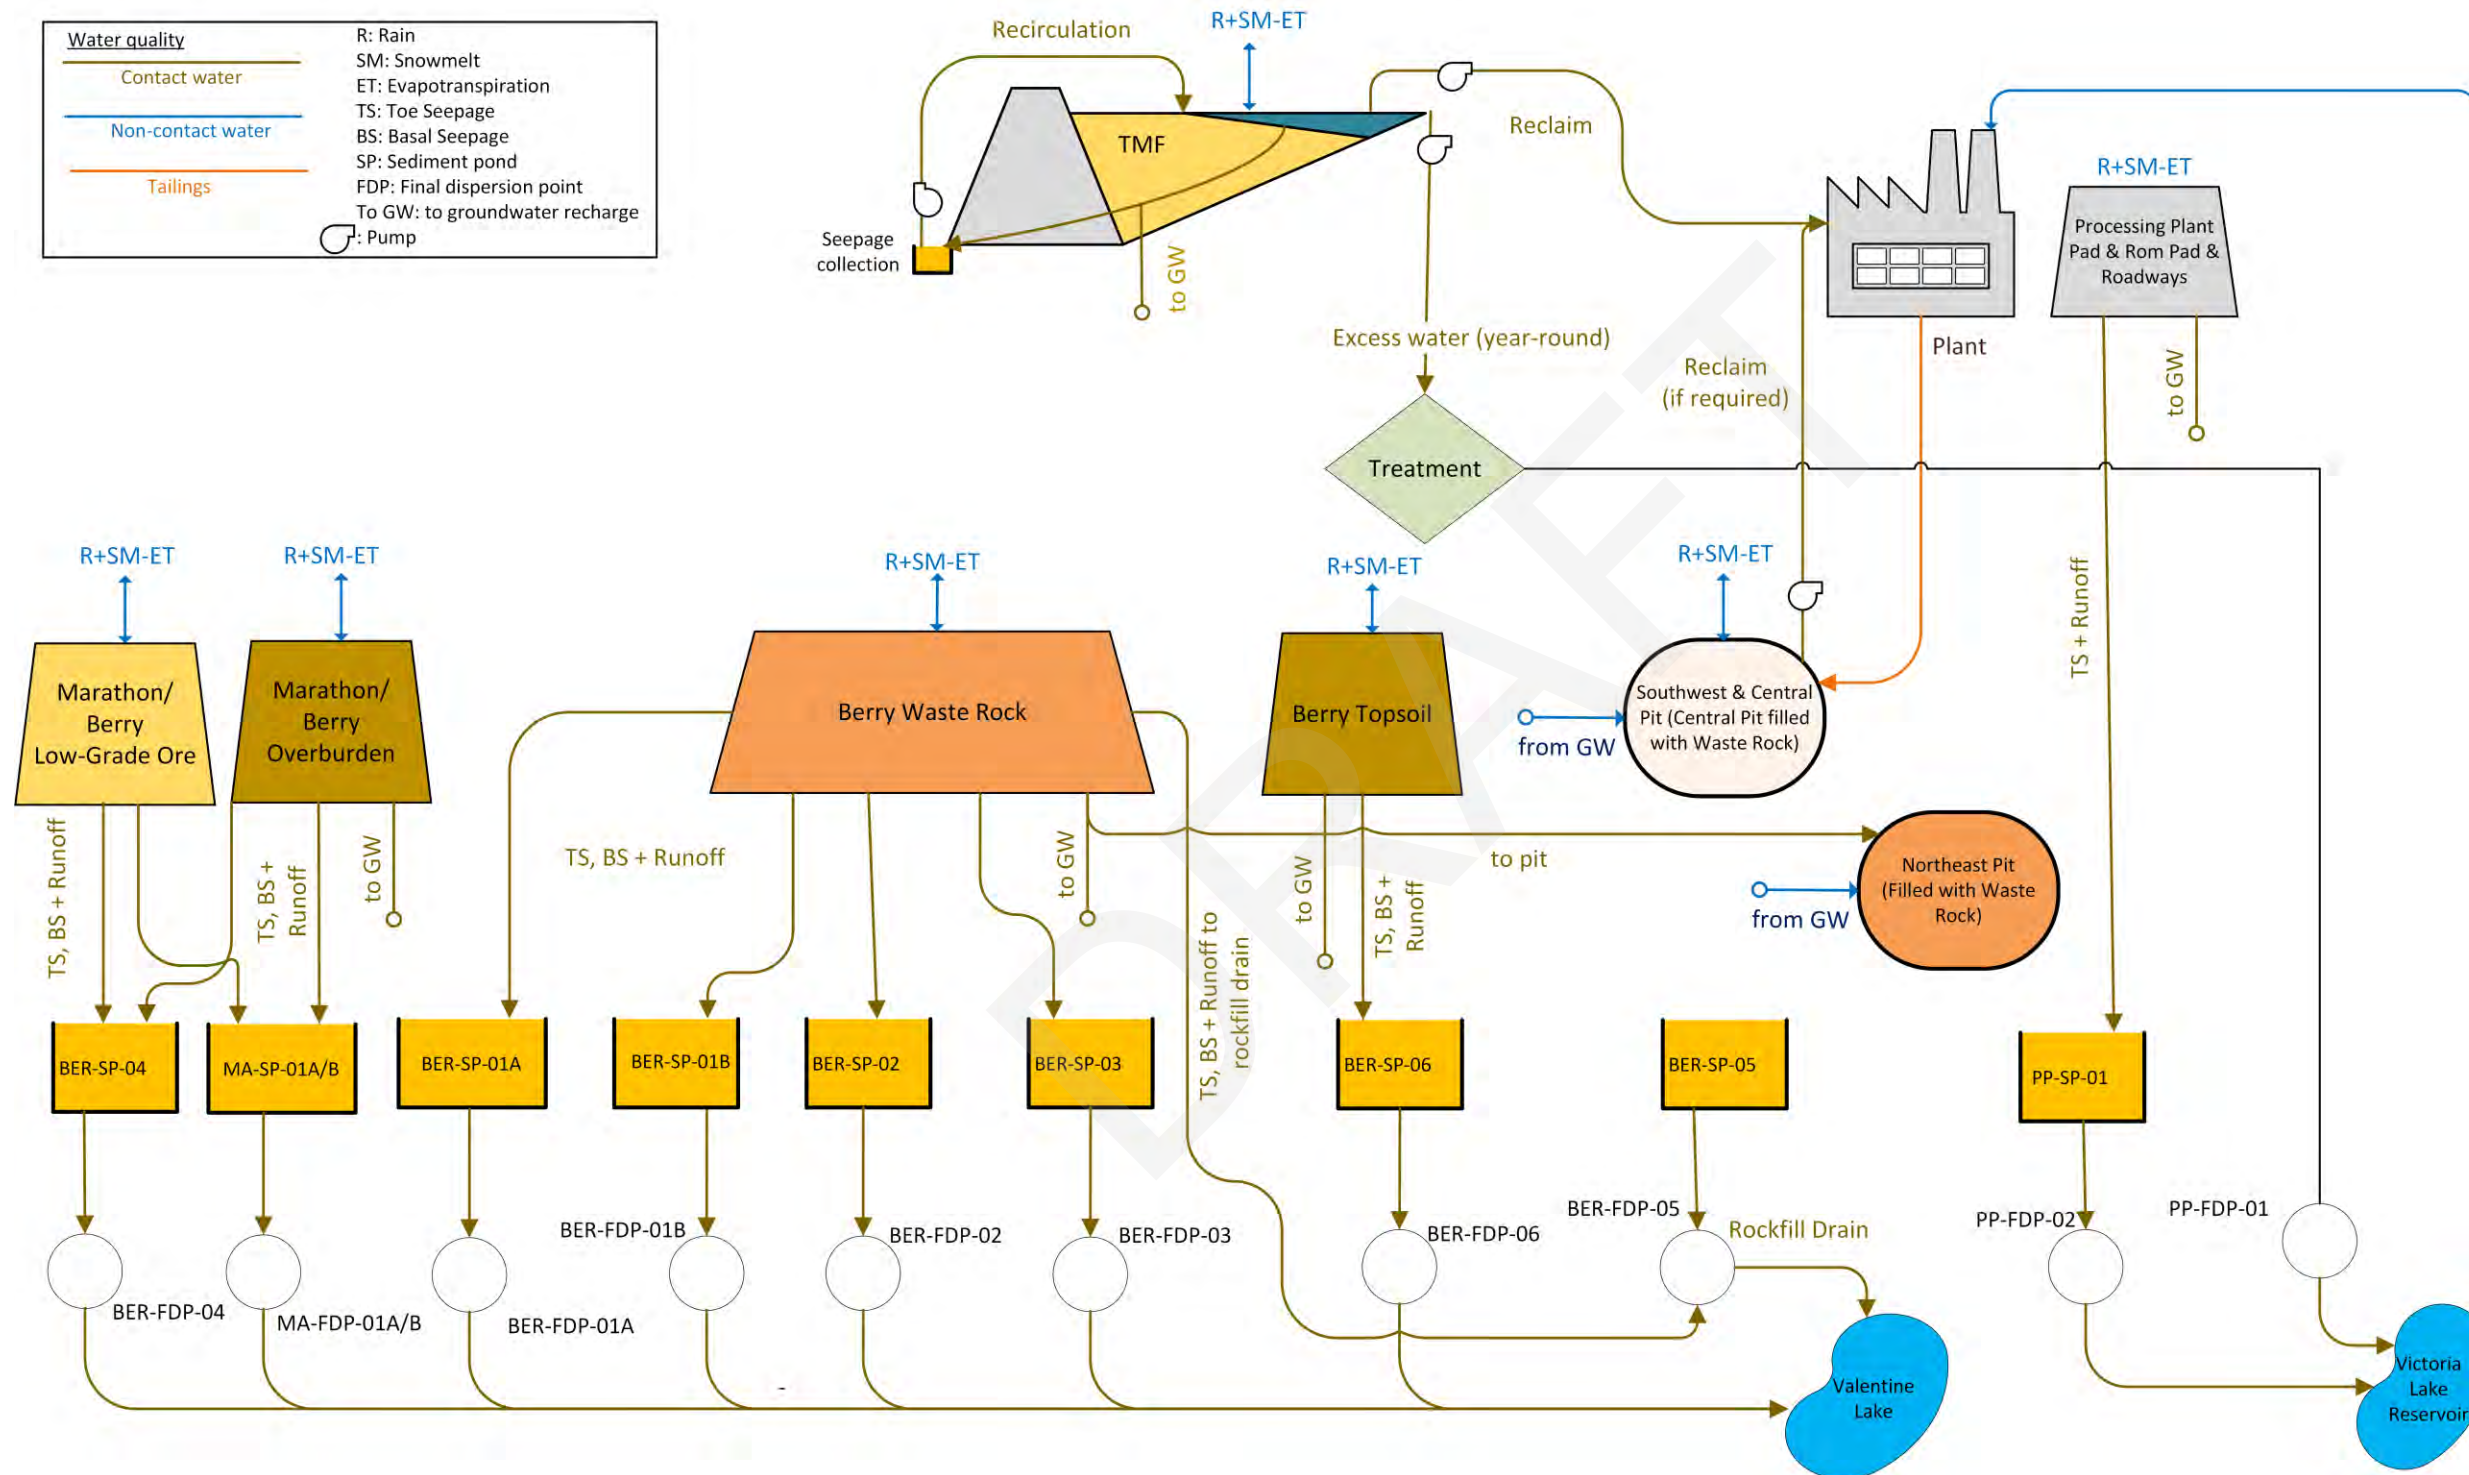 Water quality
Contact water
Non-contact water
Tailings
R: Rain
SM: Snowmelt
ET: Evapotranspiration
TS: Toe Seepage
BS: Basal Seepage
SP: Sediment pond
FDP: Final dispersion point
To GW: to groundwater recharge
: Pump
Recirculation
R+SM-ET
TMF
Reclaim
Seepage
collection
to GW
Excess water (year-round)
Treatment
Plant
Reclaim
(if required)
R+SM-ET
Processing Plant
Pad & Rom Pad &
Roadways
to GW
TS + Runoff
R+SM-ET
Marathon/
Berry
Low-Grade Ore
R+SM-ET
Marathon/
Berry
Overburden
R+SM-ET
Berry Waste Rock
R+SM-ET
Berry Topsoil
R+SM-ET
Southwest & Central
Pit (Central Pit filled
with Waste Rock)
from GW
Northeast Pit
(Filled with Waste
Rock)
from GW
TS, BS + Runoff
TS, BS +
Runoff
to GW
TS, BS + Runoff
to GW
TS, BS + Runoff to
rockfill drain
to GW
TS, BS +
Runoff
to pit
BER-SP-04
MA-SP-01A/B
BER-SP-01A
BER-SP-01B
BER-SP-02
BER-SP-03
BER-SP-06
BER-SP-05
PP-SP-01
BER-FDP-04
MA-FDP-01A/B
BER-FDP-01A
BER-FDP-01B
BER-FDP-02
BER-FDP-03
BER-FDP-06
BER-FDP-05
Rockfill Drain
PP-FDP-02
PP-FDP-01
-
Valentine
Lake
Victoria
Lake
Reservoir
DRAFT